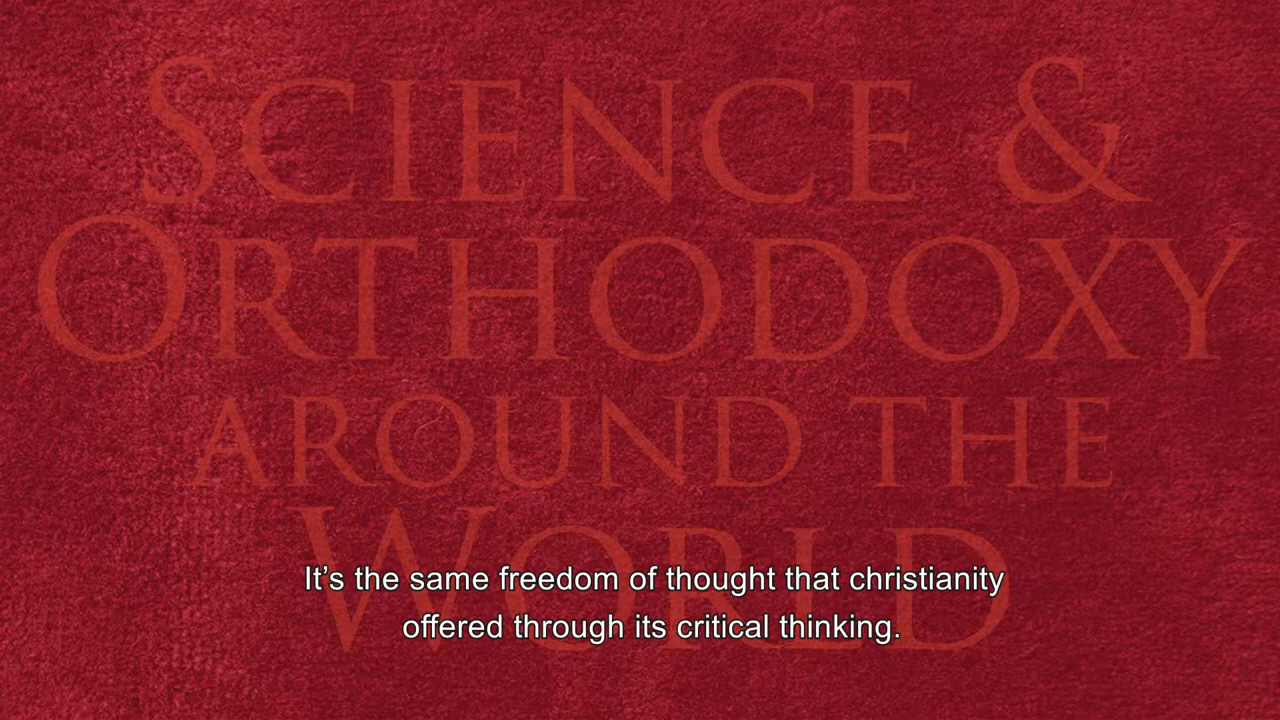 SCIENCE &
ORTHODOXY
AROUND THE
WORLD
It’s the same freedom of thought that christianity
offered through its critical thinking.